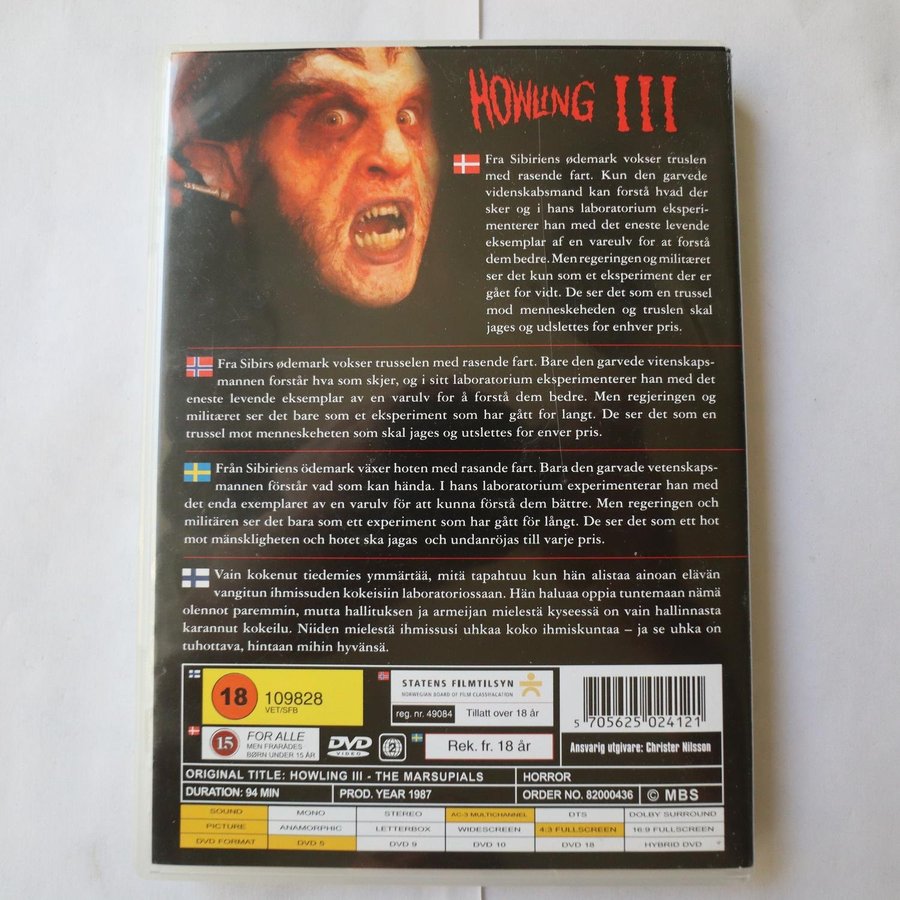 HOWLING III
Fra Sibiriens ødemark vokser truslen
med rasende fart. Kun den garvede
videnskabsmand kan forstå hvad der
sker og i hans laboratorium eksperi-
menterer han med det eneste levende
eksemplar af en vareulv for at forstå
dem bedre. Men regeringen og militæret
ser det kun som et eksperiment der er
gået for vidt. De ser det som en trussel
mod menneskeheden og truslen skal
jages og udslettes for enhver pris.
Fra Sibirs ødemark vokser trusselen med rasende fart. Bare den garvede vitenskaps-
mannen forstår hva som skjer, og i sitt laboratorium eksperimenterer han med det
eneste levende eksemplar av en varulv for å forstå dem bedre. Men regjeringen og
militæret ser det bare som et eksperiment som har gått for langt. De ser det som en
trussel mot menneskeheten som skal jages og utslettes for enver pris.
Från Sibiriens ödemark växer hoten med rasande fart. Bara den garvade vetenskaps-
mannen förstår vad som kan hända. I hans laboratorium experimenterar han med
det enda exemplaret av en varulv för att kunna förstå dem bättre. Men regeringen och
militären ser det bara som ett experiment som har gått för långt. De ser det som ett hot
mot mänskligheten och hotet ska jagas och undanröjas till varje pris.
Vain kokenut tiedemies ymmärtää, mitä tapahtuu kun hän alistaa ainoan elävän
vangitun ihmissuden kokeisiin laboratoriossaan. Hän haluaa oppia tuntemaan nämä
olennot paremmin, mutta hallituksen ja armeijan mielestä kyseessä on vain hallinnasta
karannut kokeilu. Niiden mielestä ihmissusi uhkaa koko ihmiskuntaa – ja se uhka on
tuhottava, hintaan mihin hyvänsä.
18 109828
VET/SFB
STATENS FILMTILSYN
NORWEGIAN BOARD OF FILM CLASSIFICATION
reg. nr. 49084 Tillatt over 18 år
5 705625 024121
15 FOR ALLE
MEN FRARÅDES
BØRN UNDER 15 ÅR
DVD
VIDEO
2
Rek. fr. 18 år
Ansvarig utgivare: Christer Nilsson
ORIGINAL TITLE: HOWLING III - THE MARSUPIALS HORROR
DURATION: 94 MIN PROD. YEAR 1987 ORDER NO. 82000436 © MBS
SOUND MONO STEREO AC-3 MULTICHANNEL DTS DOLBY SURROUND
PICTURE ANAMORPHIC LETTERBOX WIDESCREEN 4:3 FULLSCREEN 16:9 FULLSCREEN
DVD FORMAT DVD 5 DVD 9 DVD 10 DVD 18 HYBRID DVD